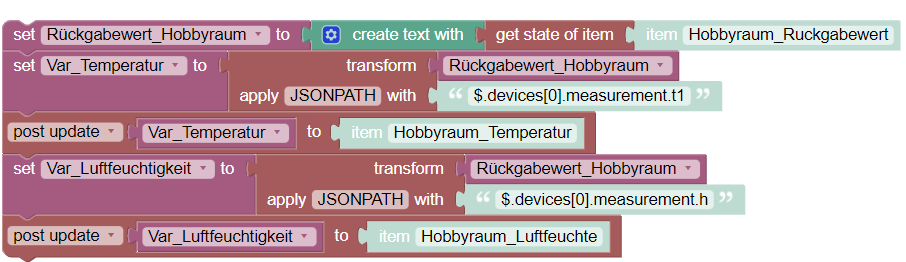 set Rückgabewert_Hobbyraum to create text with get state of item item Hobbyraum_Ruckgabewert
set Var_Temperatur to transform Rückgabewert_Hobbyraum
apply JSONPATH with “ $.devices[0].measurement.t1 ”
post update Var_Temperatur to item Hobbyraum_Temperatur
set Var_Luftfeuchtigkeit to transform Rückgabewert_Hobbyraum
apply JSONPATH with “ $.devices[0].measurement.h ”
post update Var_Luftfeuchtigkeit to item Hobbyraum_Luftfeuchte